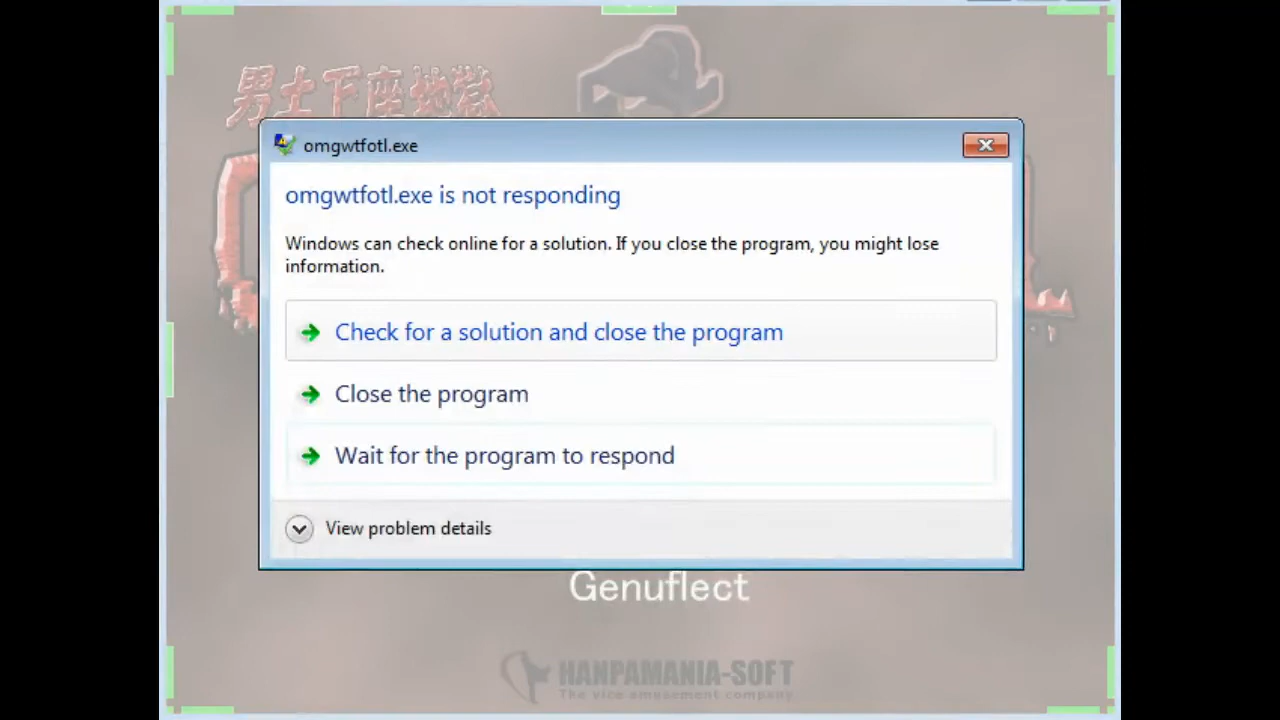 男土下座地獄
omgwtfotl.exe
omgwtfotl.exe is not responding
Windows can check online for a solution. If you close the program, you might lose
information.
Check for a solution and close the program
Close the program
Wait for the program to respond
View problem details
Genuflect
HANPAMANIA-SOFT
The vice amusement company